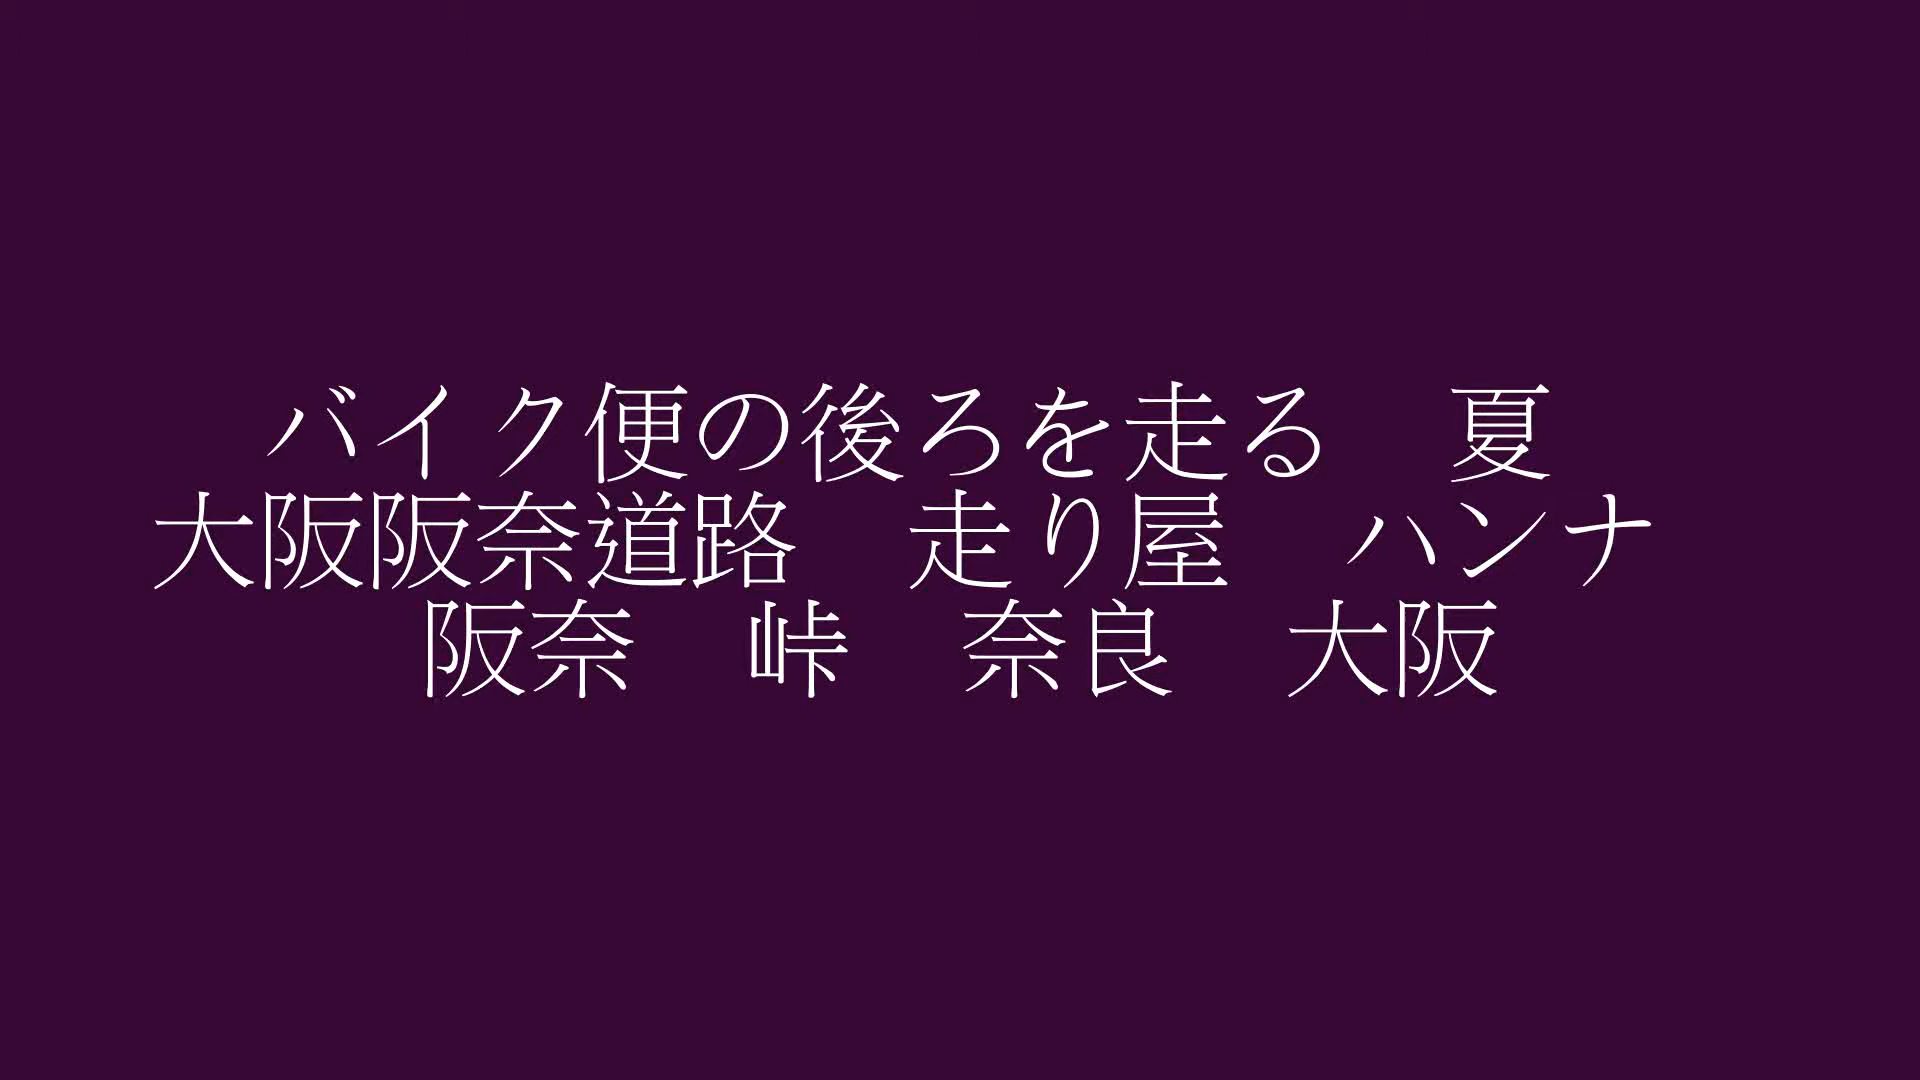 バイク便の後ろを走る　夏
大阪阪奈道路　走り屋　ハンナ
阪奈　峠　奈良　大阪